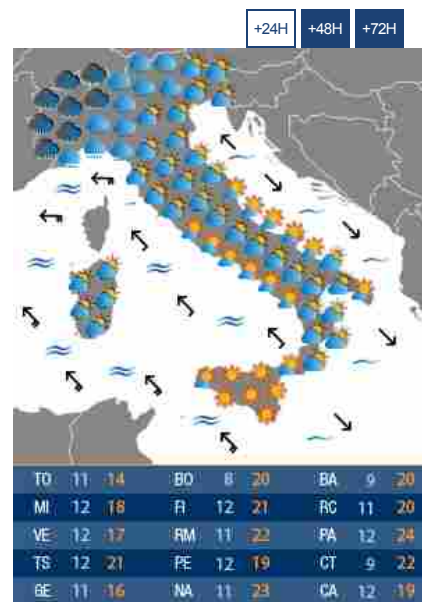 +24H +48H +72H
TO 11 14 BO 8 20 BA 9 20
MI 12 18 FI 12 21 RC 11 20
VE 12 17 RM 11 22 PA 12 24
TS 12 21 PE 12 19 CT 9 22
GE 11 16 NA 11 23 CA 12 19